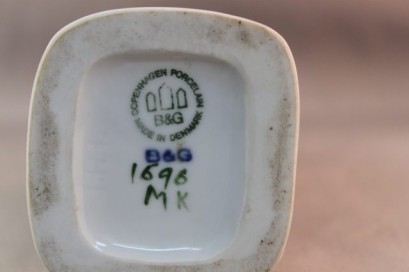 COPENHAGEN PORCELAIN
B&G
MADE IN DENMARK
B&G
1696
MK